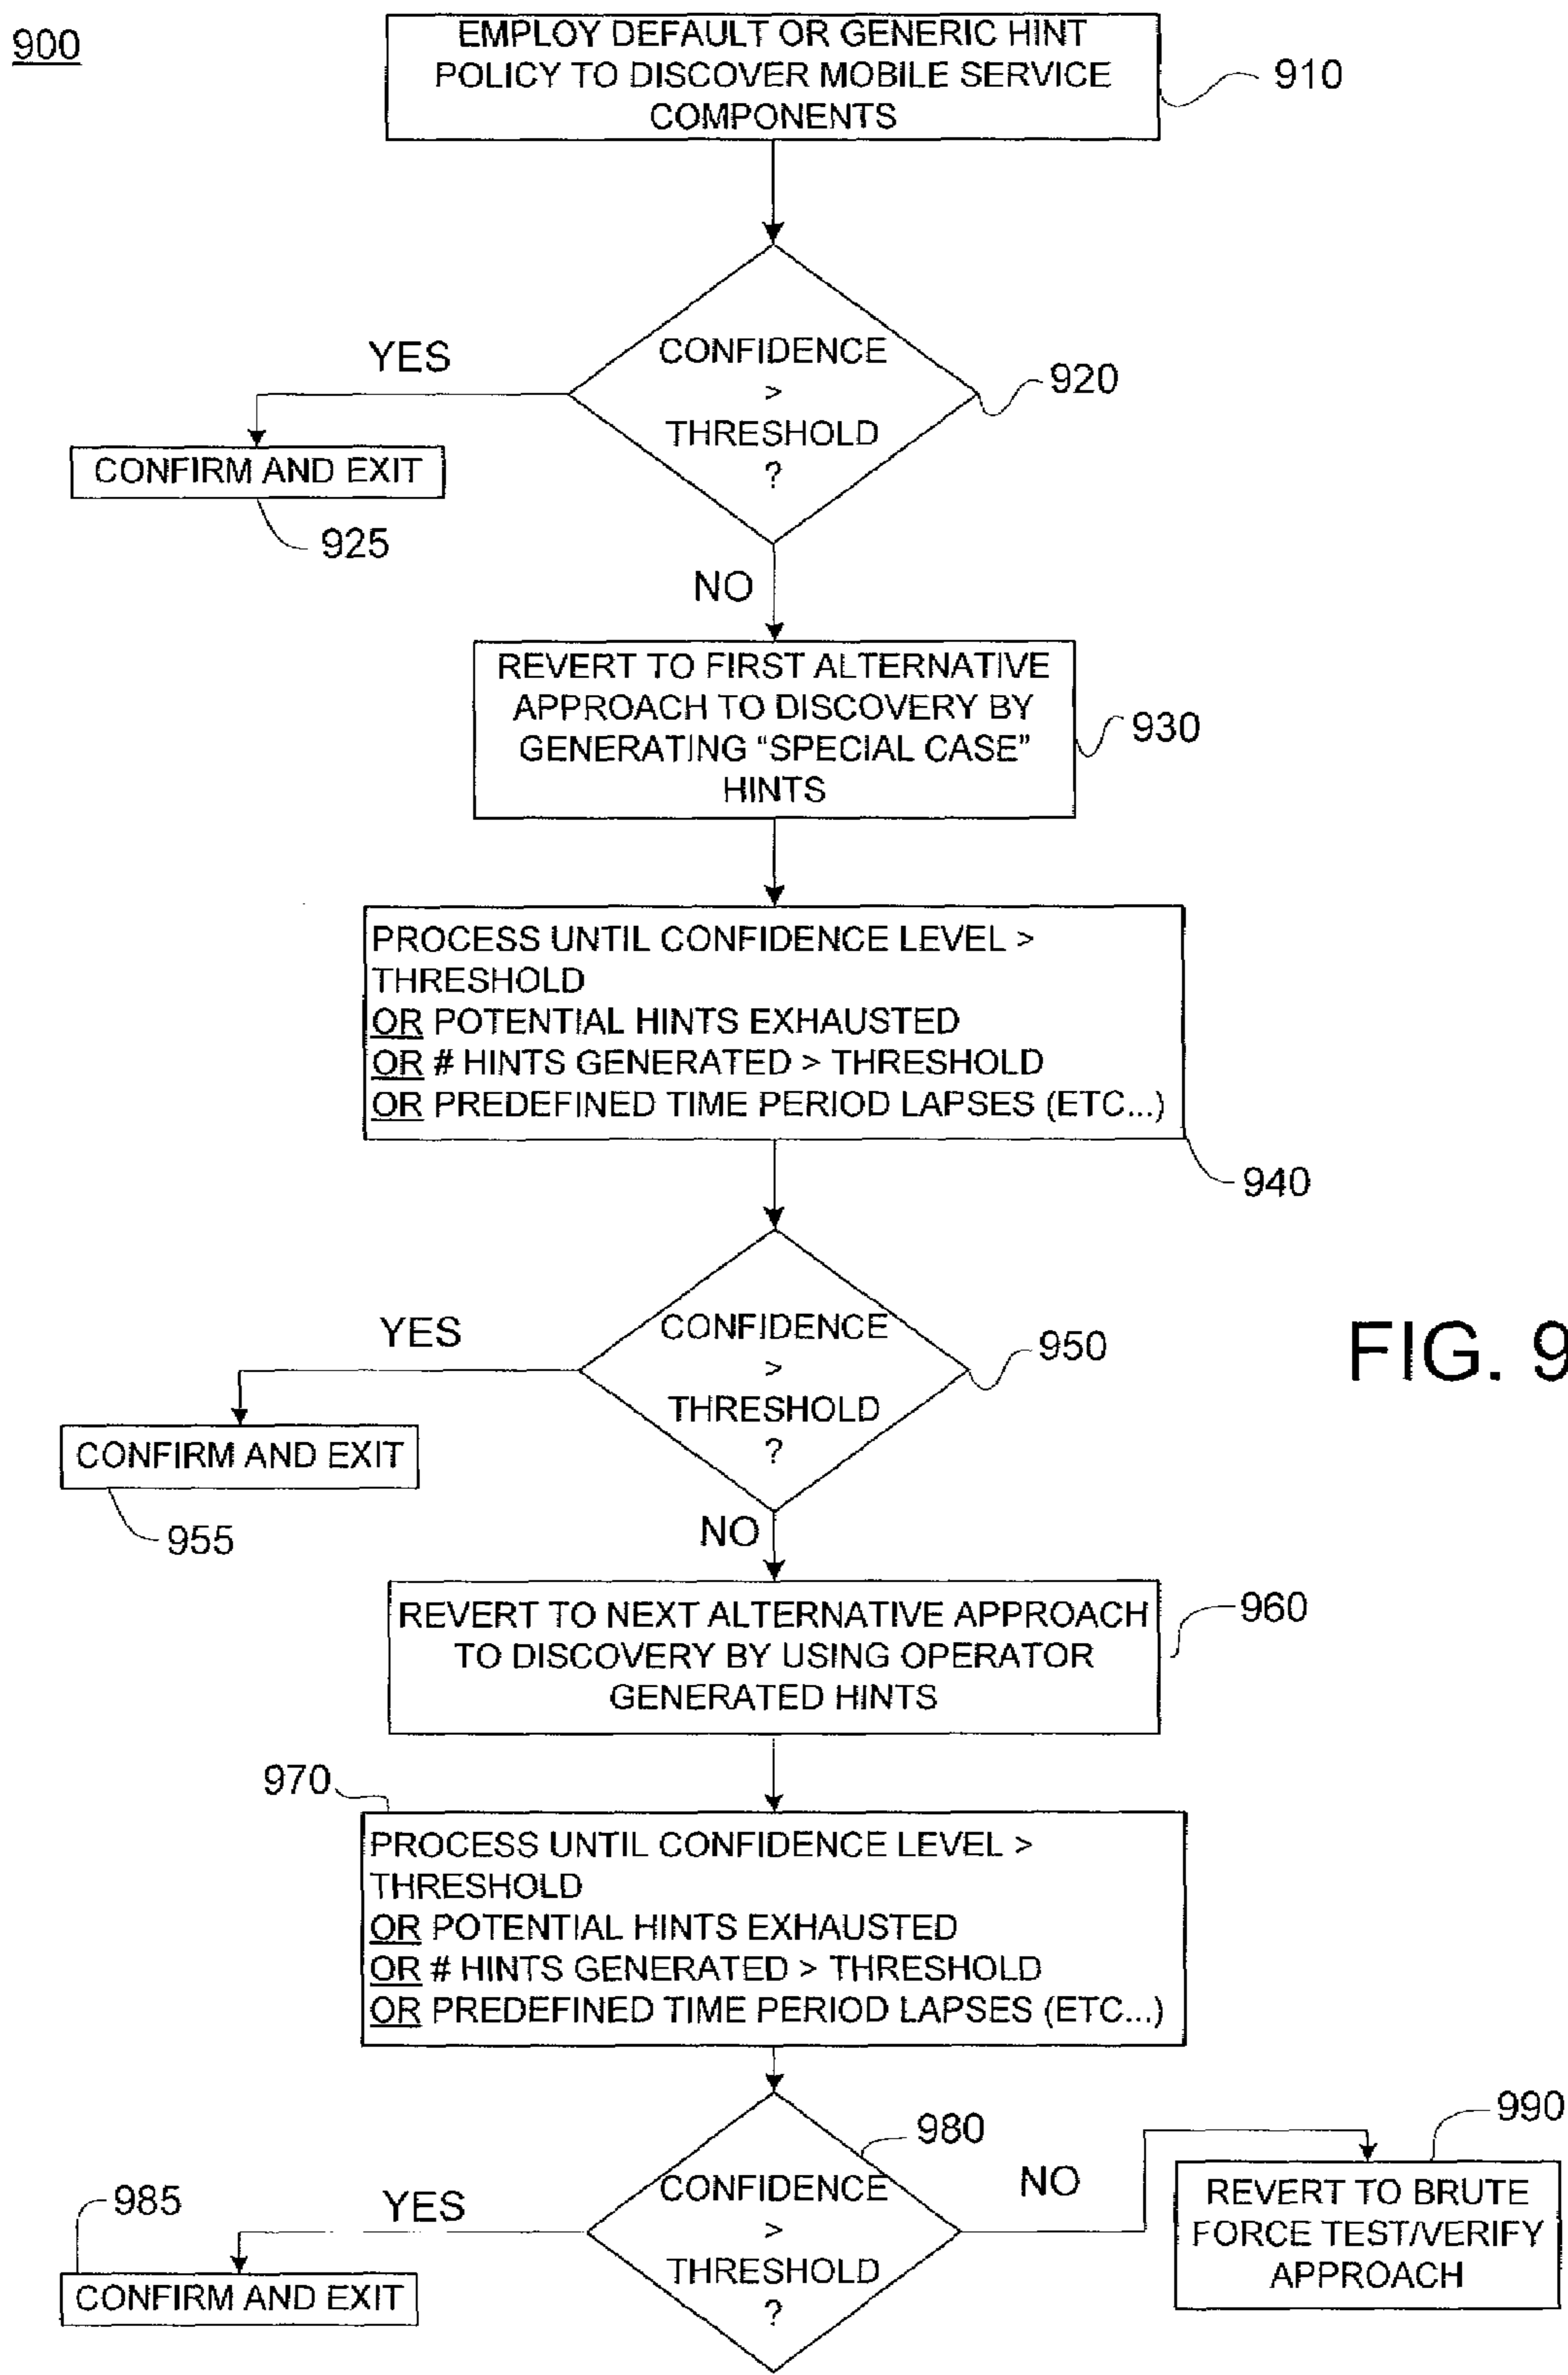 900
EMPLOY DEFAULT OR GENERIC HINT
POLICY TO DISCOVER MOBILE SERVICE
COMPONENTS
910
CONFIDENCE
>
THRESHOLD
?
920
YES
CONFIRM AND EXIT
925
NO
REVERT TO FIRST ALTERNATIVE
APPROACH TO DISCOVERY BY
GENERATING “SPECIAL CASE”
HINTS
930
PROCESS UNTIL CONFIDENCE LEVEL >
THRESHOLD
OR POTENTIAL HINTS EXHAUSTED
OR # HINTS GENERATED > THRESHOLD
OR PREDEFINED TIME PERIOD LAPSES (ETC...)
940
CONFIDENCE
>
THRESHOLD
?
950
YES
CONFIRM AND EXIT
955
FIG. 9
NO
REVERT TO NEXT ALTERNATIVE APPROACH
TO DISCOVERY BY USING OPERATOR
GENERATED HINTS
960
970
PROCESS UNTIL CONFIDENCE LEVEL >
THRESHOLD
OR POTENTIAL HINTS EXHAUSTED
OR # HINTS GENERATED > THRESHOLD
OR PREDEFINED TIME PERIOD LAPSES (ETC...)
CONFIDENCE
>
THRESHOLD
?
980
YES
985
CONFIRM AND EXIT
NO
990
REVERT TO BRUTE
FORCE TEST/VERIFY
APPROACH